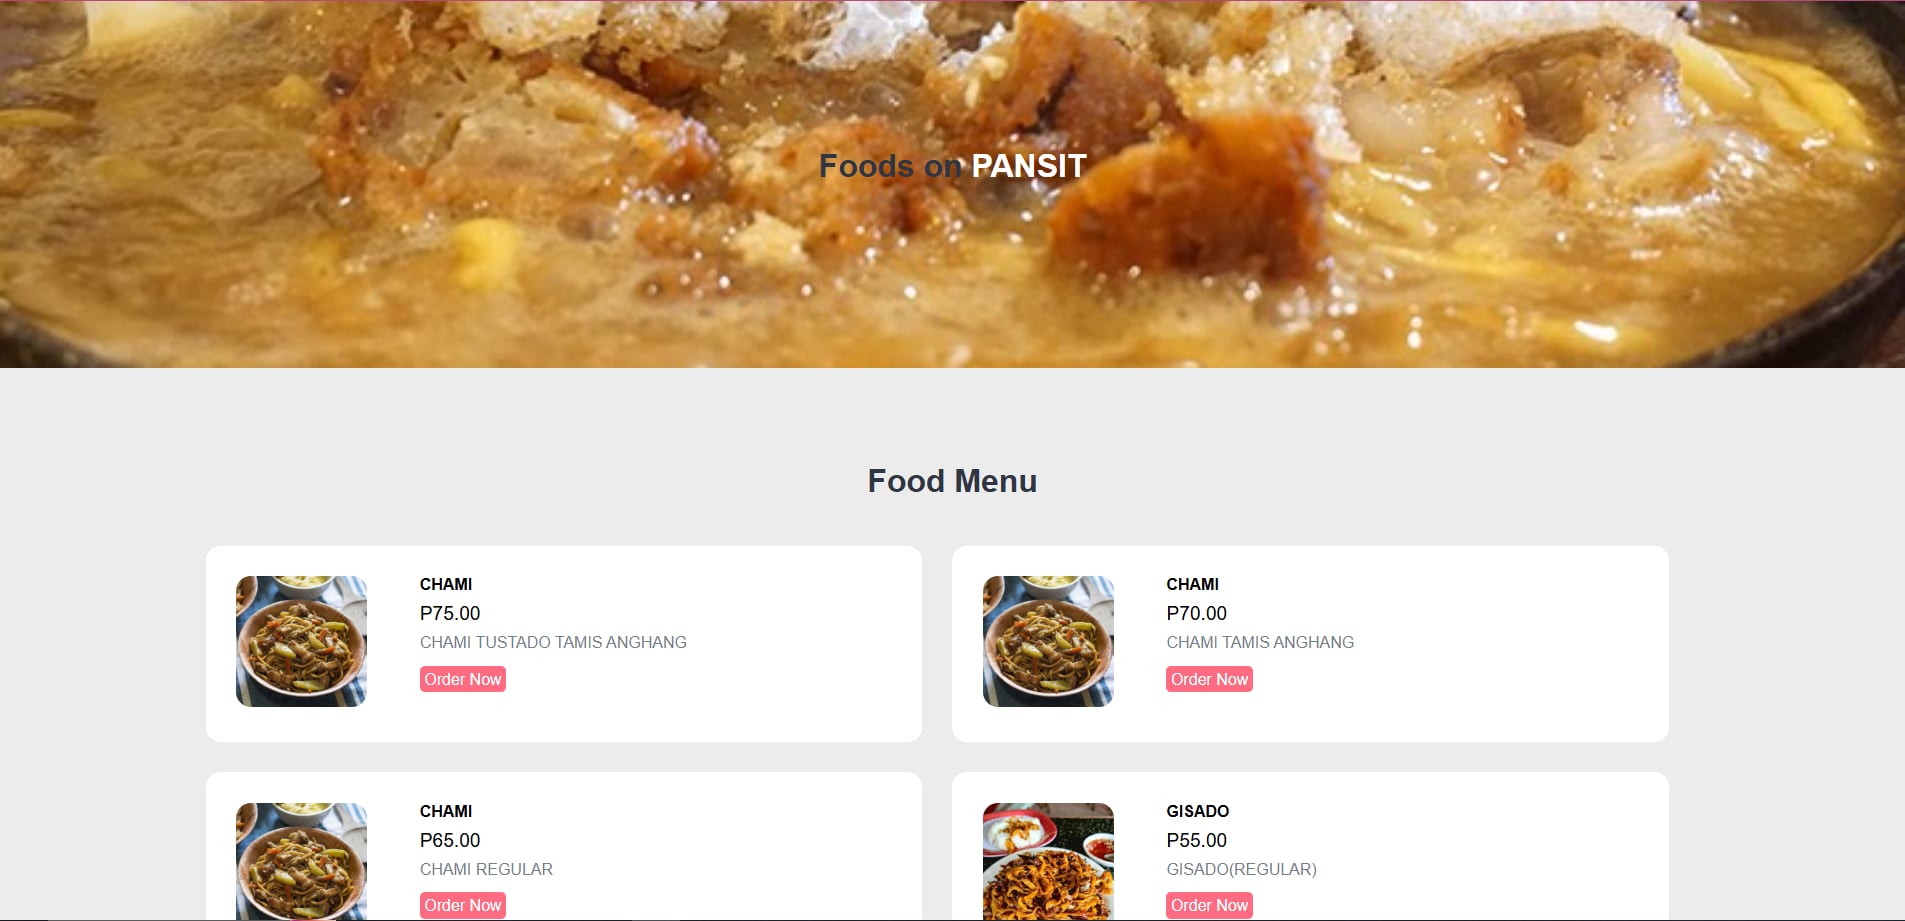 Foods on PANSIT
Food Menu
CHAMI
P75.00
CHAMI TUSTADO TAMIS ANGHANG
Order Now
CHAMI
P70.00
CHAMI TAMIS ANGHANG
Order Now
CHAMI
P65.00
CHAMI REGULAR
Order Now
GISADO
P55.00
GISADO(REGULAR)
Order Now